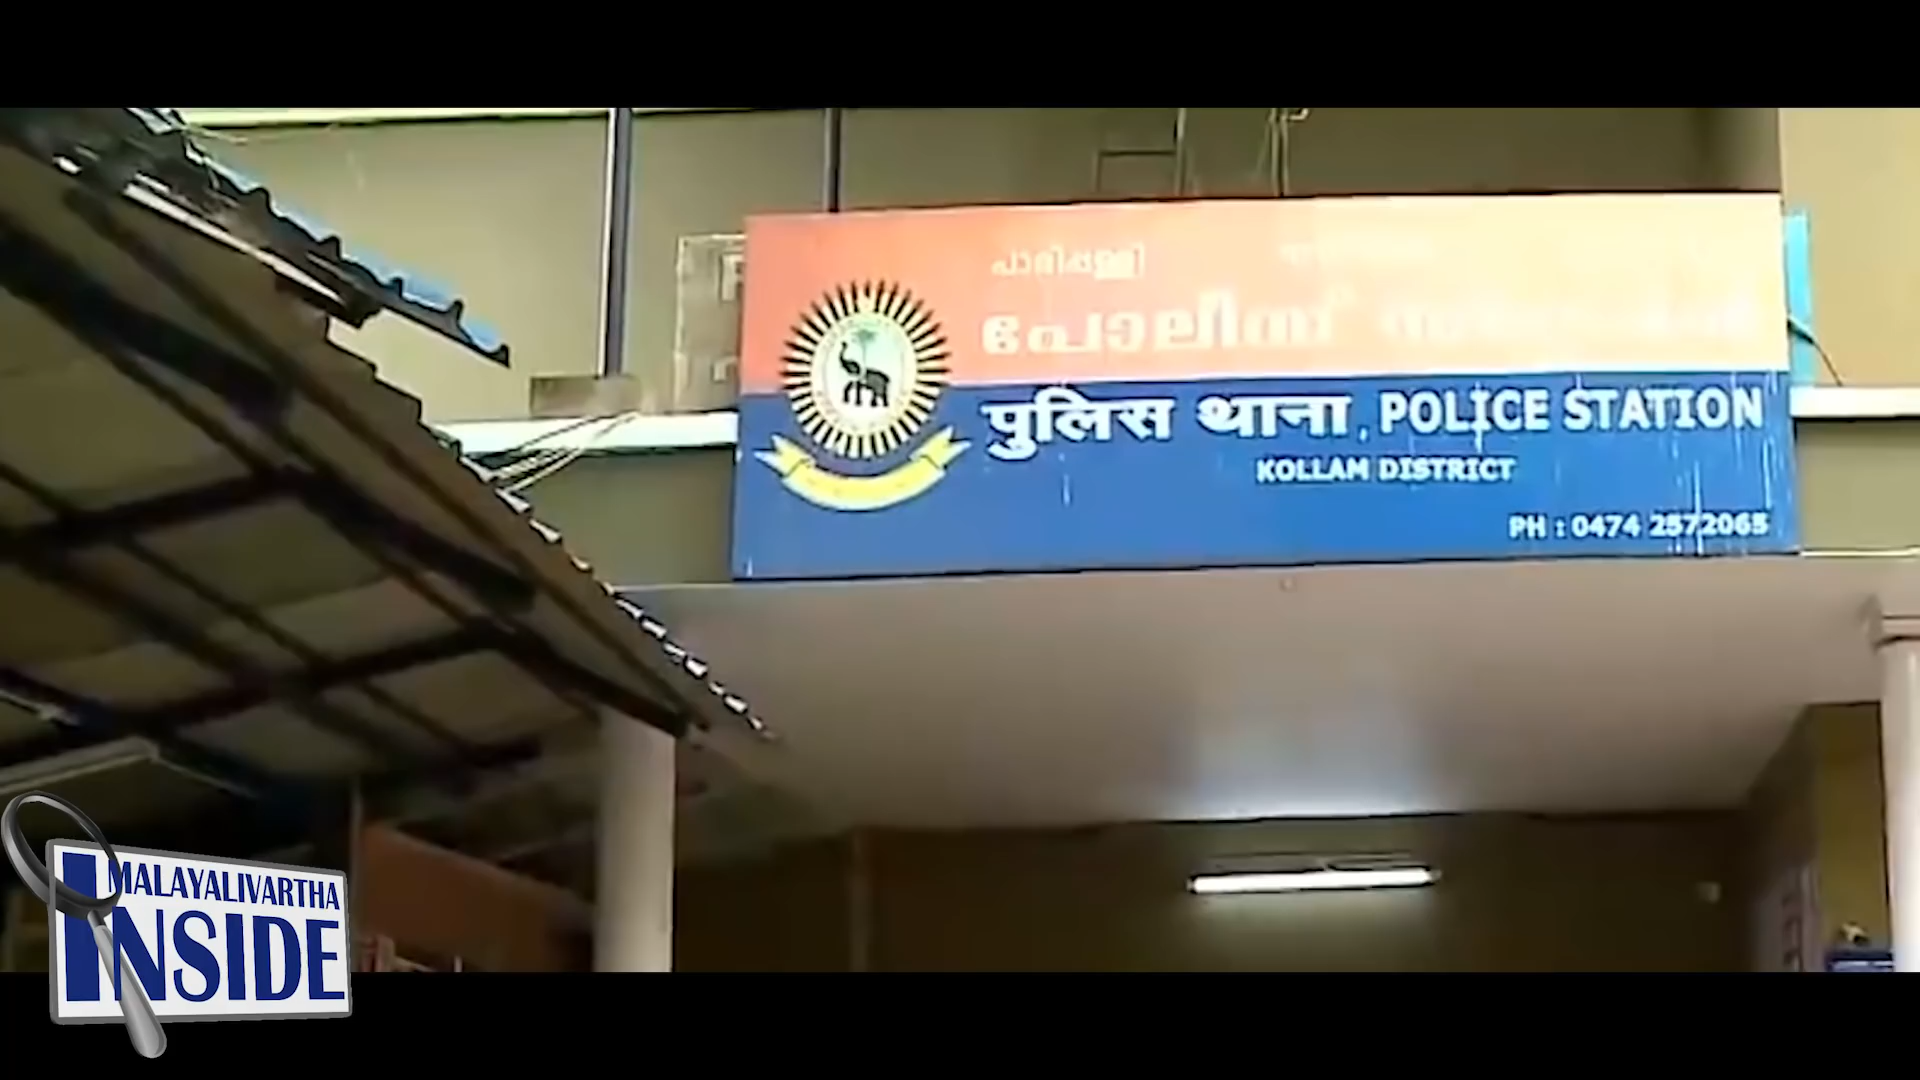 പാരിപ്പള്ളി
പോലീസ്
पुलिस थाना, POLICE STATION
KOLLAM DISTRICT
PH : 0474 2572065
MALAYALIVARTHA
INSIDE